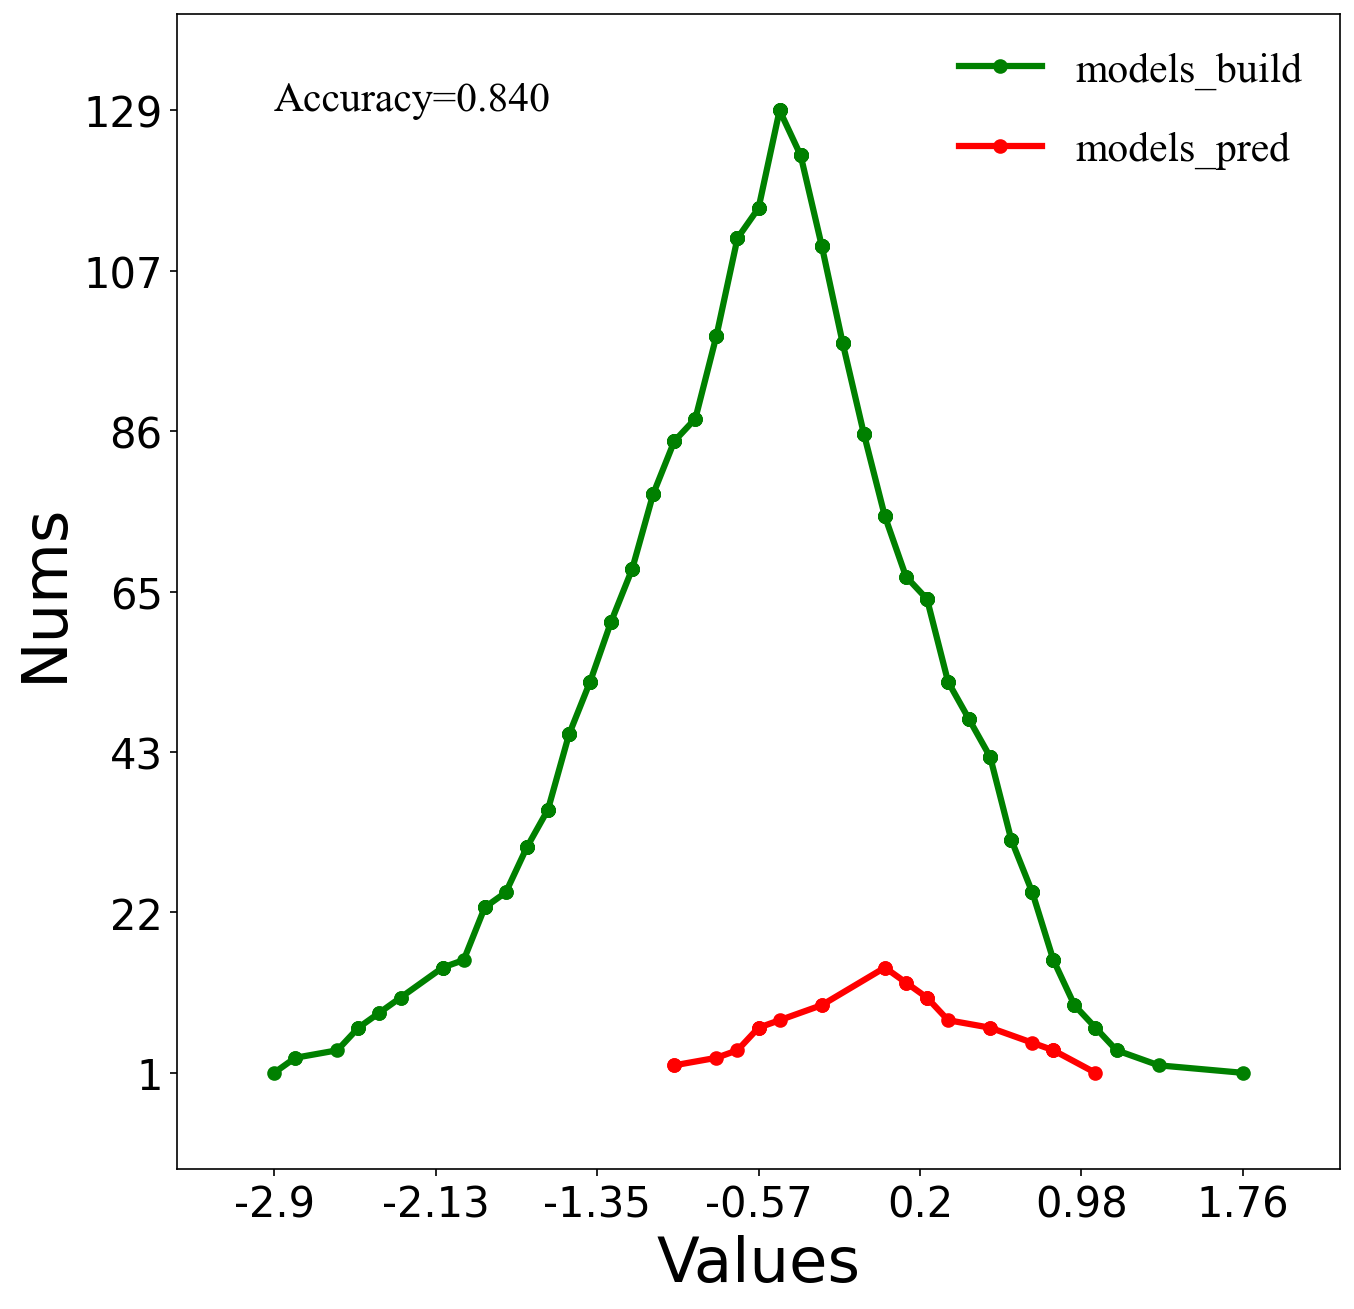 Accuracy=0.840
models_build
models_pred
129
107
86
65
43
22
1
Nums
-2.9 -2.13 -1.35 -0.57 0.2 0.98 1.76
Values